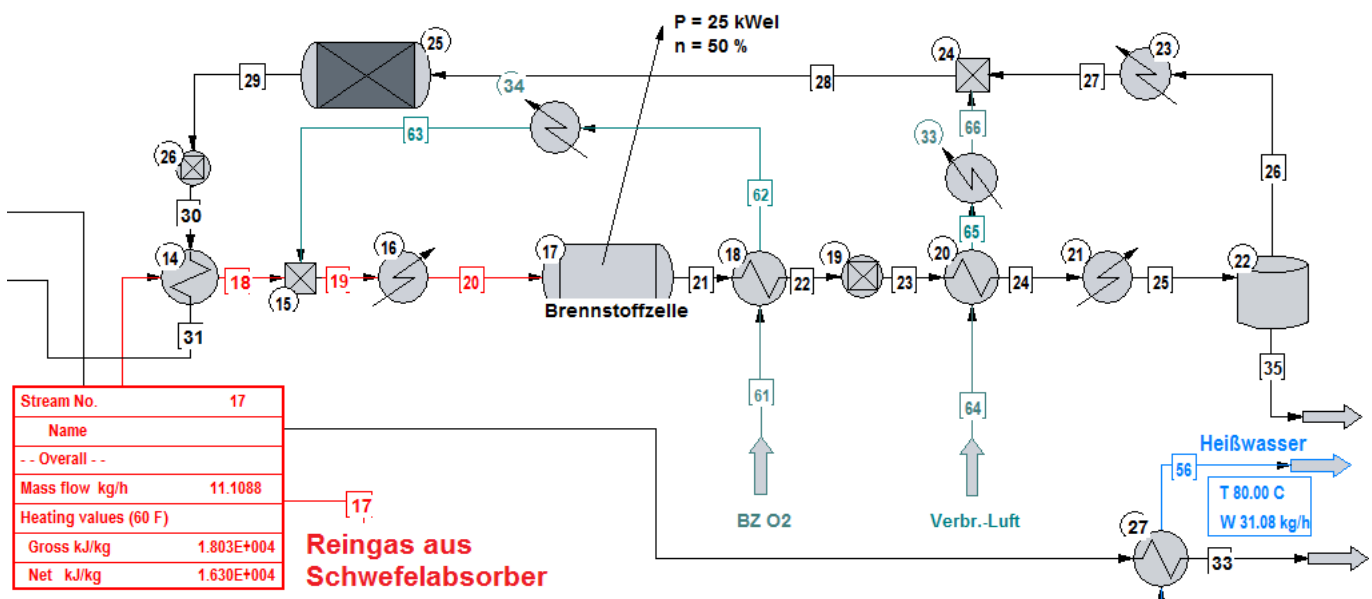 P = 25 kWel
n = 50 %
25
24
23
29
34
28
27
63
33
66
26
62
26
30
65
14
16
17
18
19
20
21
22
18
15
19
20
21
22
23
24
25
Brennstoffzelle
31
35
61
64
Stream No. 17
Name
- - Overall - -
Mass flow kg/h 11.1088
Heating values (60 F)
Gross kJ/kg 1.803E+004
Net kJ/kg 1.630E+004
17
Reingas aus
Schwefelabsorber
BZ O2
Verbr.-Luft
Heißwasser
56
T 80.00 C
W 31.08 kg/h
27
33